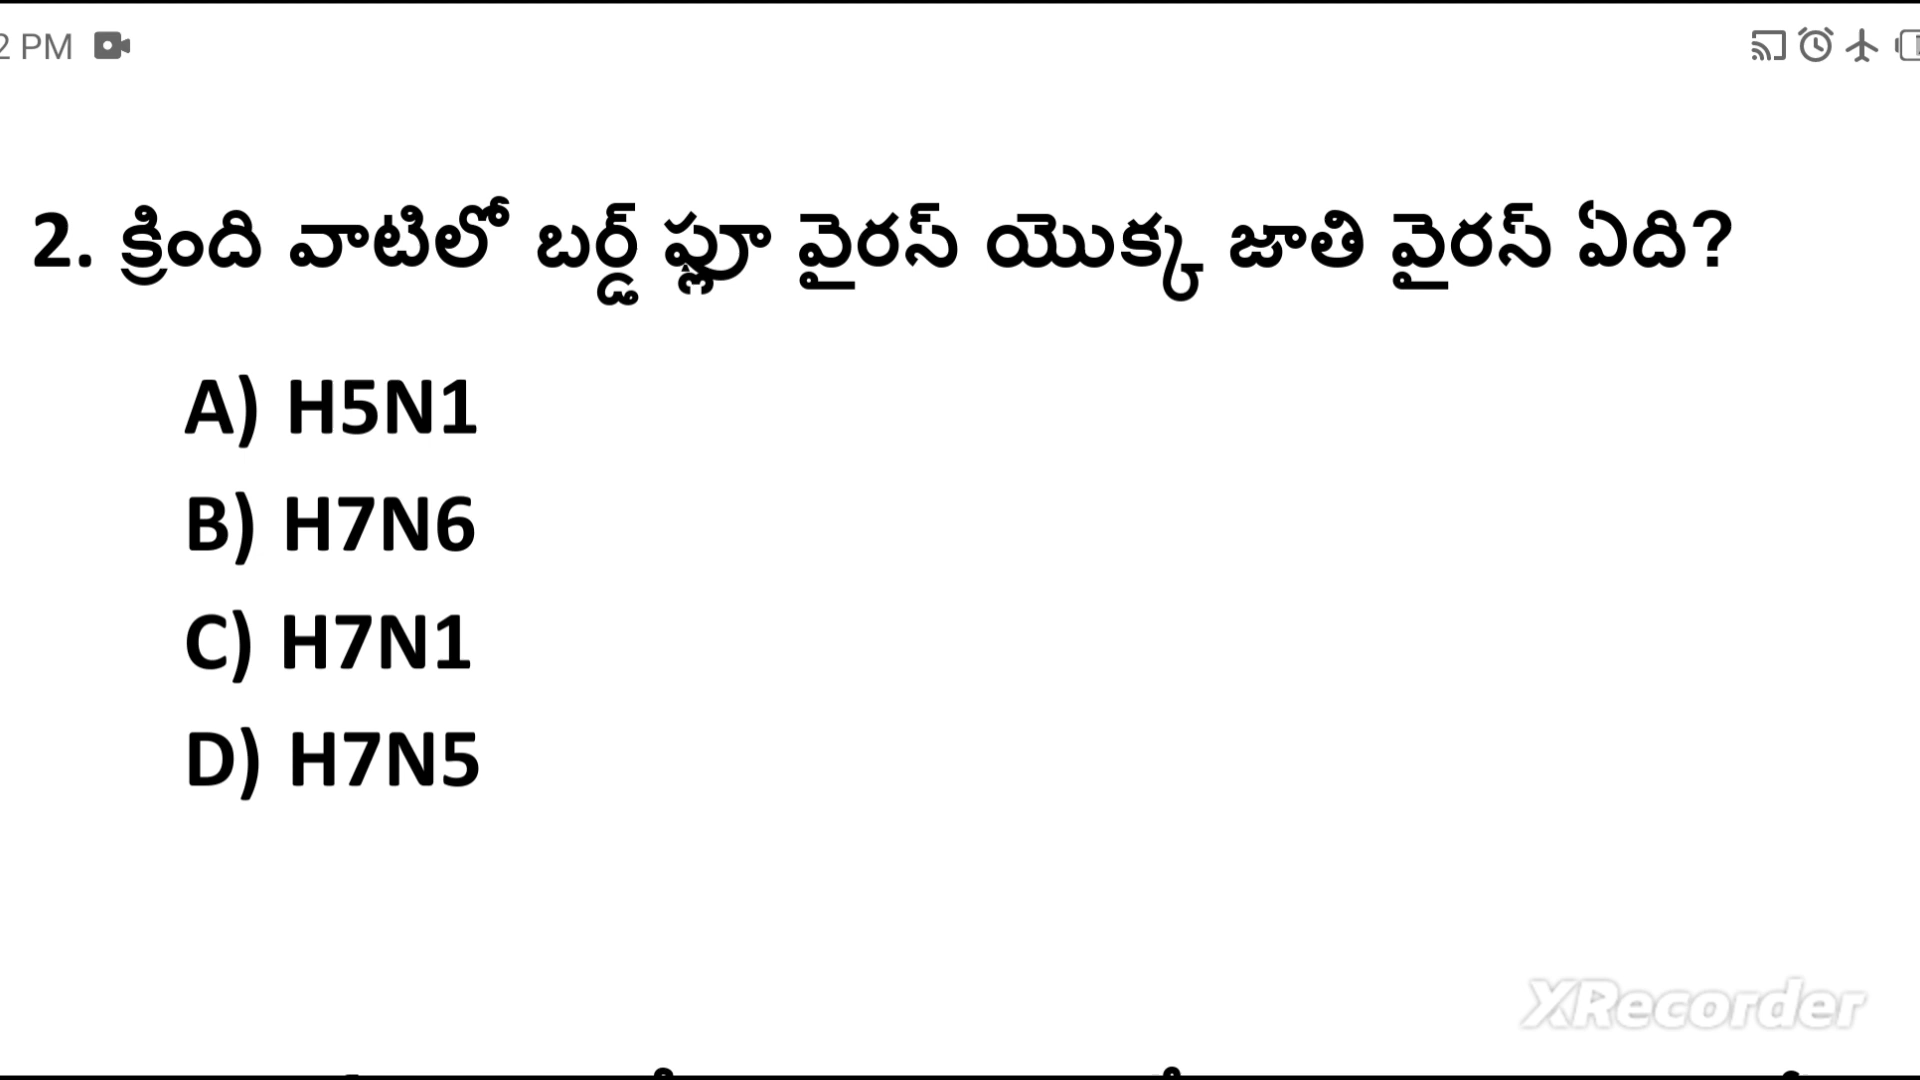 2 PM
2. క్రింది వాటిలో బర్డ్ ఫ్లూ వైరస్ యొక్క జాతి వైరస్ ఏది?
A) H5N1
B) H7N6
C) H7N1
D) H7N5
XRecorder